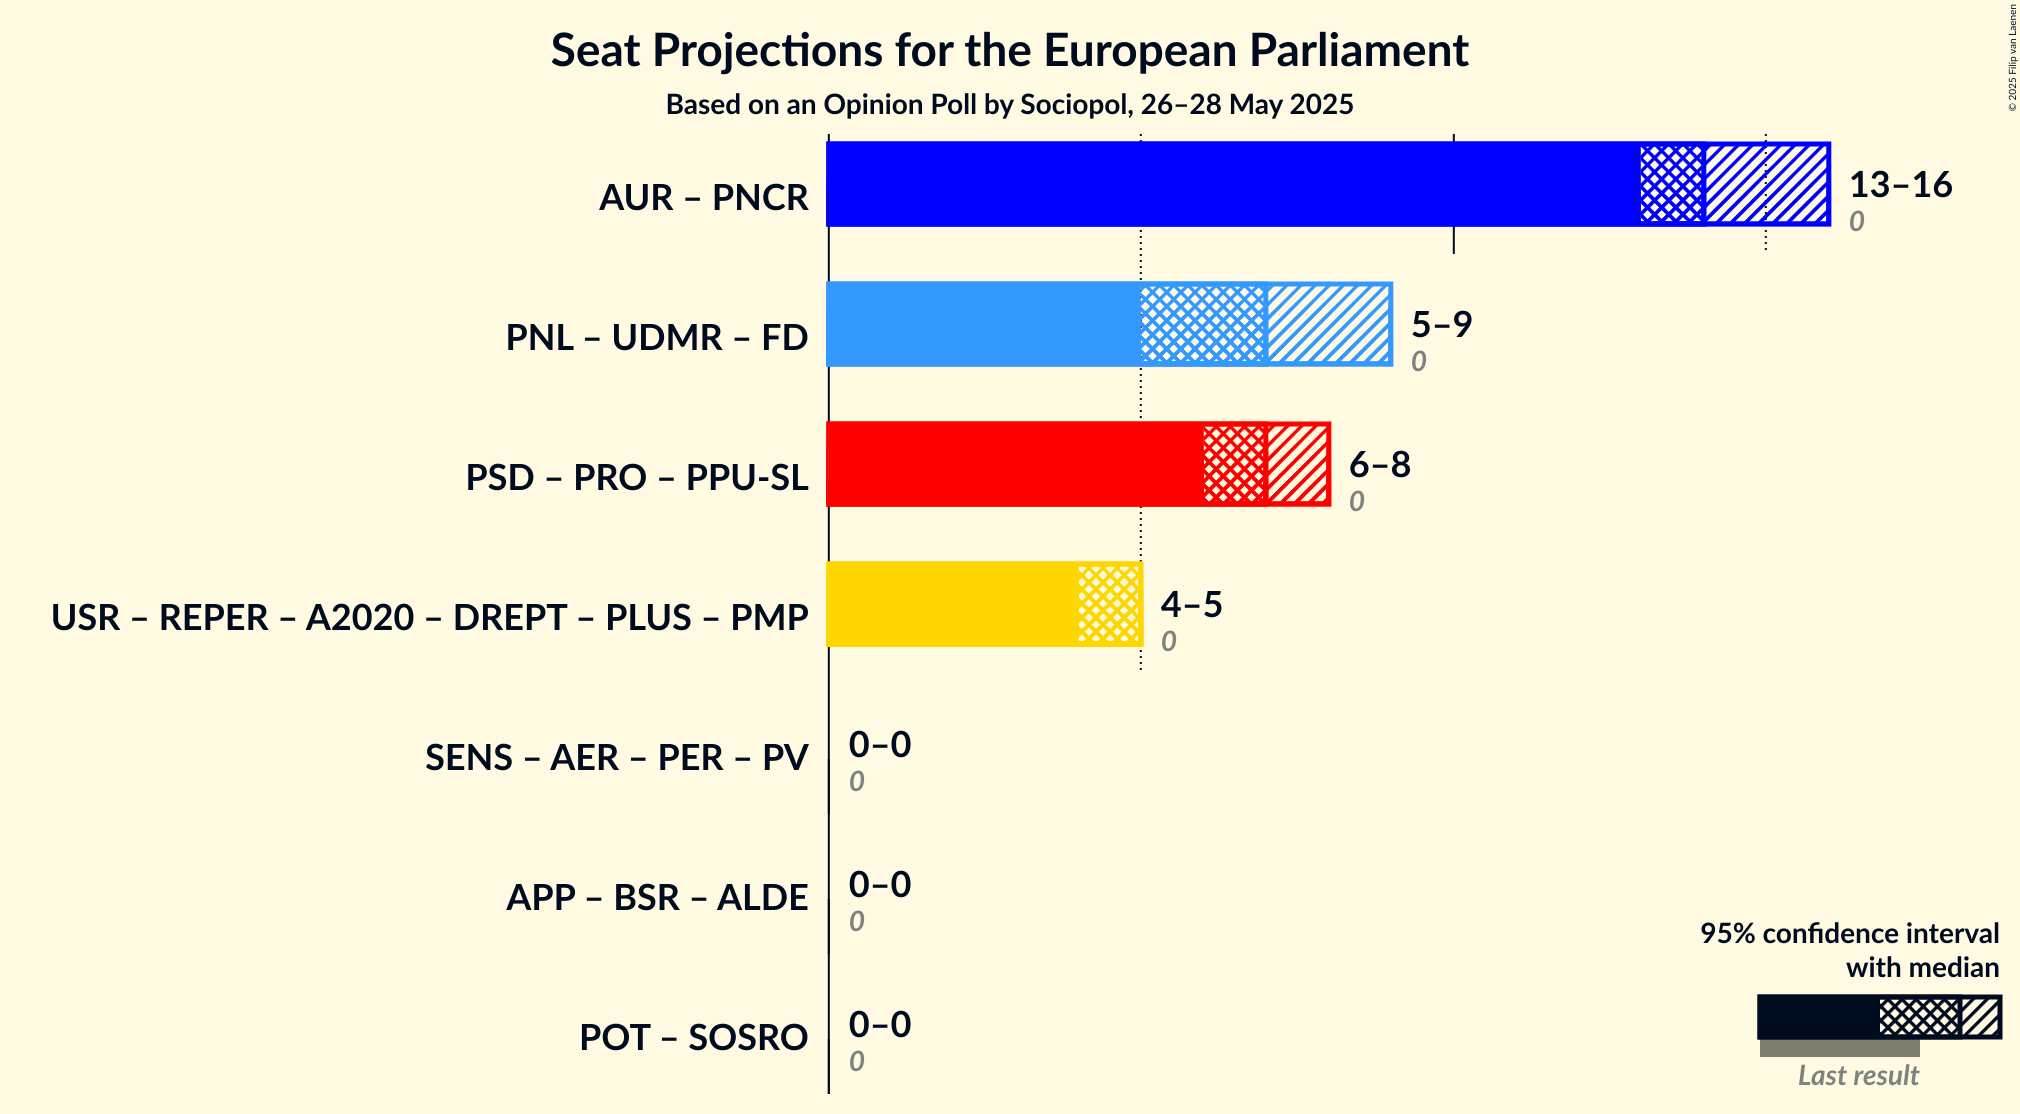 Seat Projections for the European Parliament
Based on an Opinion Poll by Sociopol, 26–28 May 2025
© 2025 Filip van Laenen
AUR – PNCR
13–16
0
PNL – UDMR – FD
5–9
0
PSD – PRO – PPU-SL
6–8
0
USR – REPER – A2020 – DREPT – PLUS – PMP
4–5
0
SENS – AER – PER – PV
0–0
0
APP – BSR – ALDE
0–0
0
POT – SOSRO
0–0
0
95% confidence interval
with median
Last result